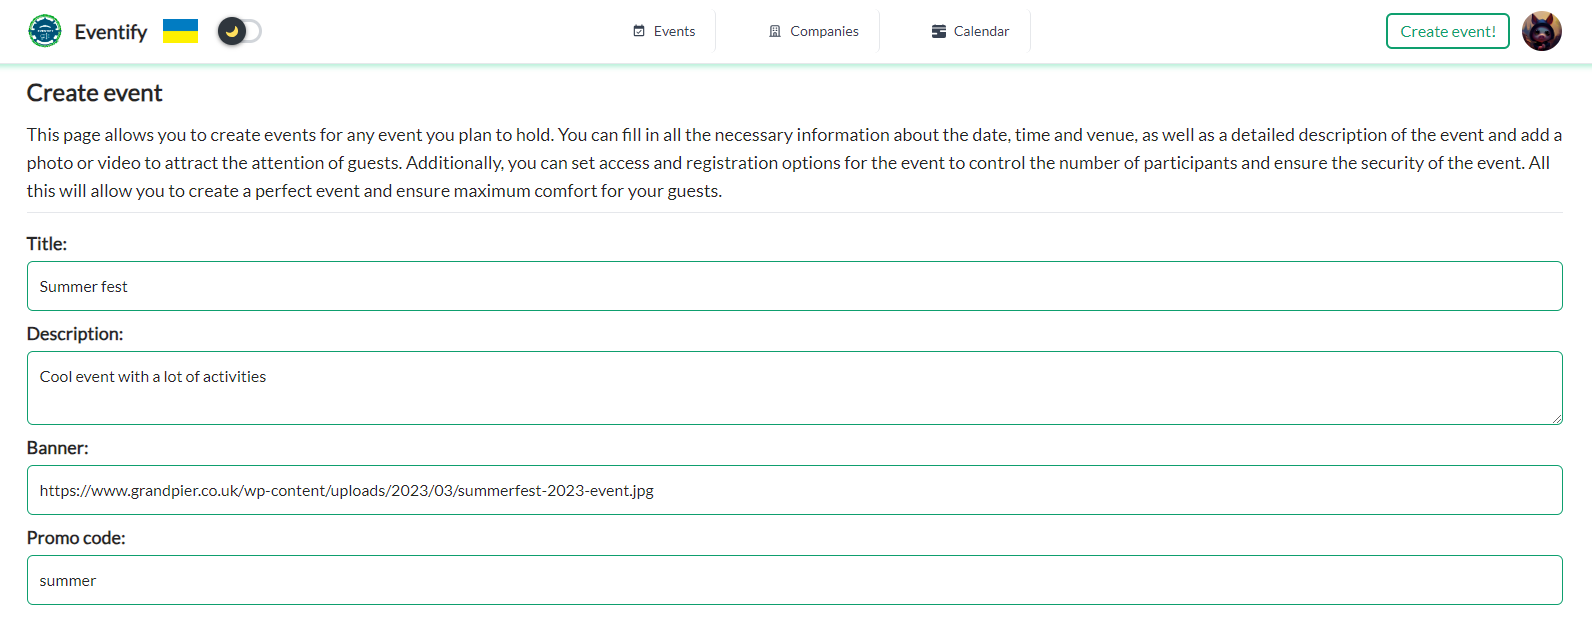 Eventify
Events
Companies
Calendar
Create event!
Create event
This page allows you to create events for any event you plan to hold. You can fill in all the necessary information about the date, time and venue, as well as a detailed description of the event and add a
photo or video to attract the attention of guests. Additionally, you can set access and registration options for the event to control the number of participants and ensure the security of the event. All
this will allow you to create a perfect event and ensure maximum comfort for your guests.
Title:
Summer fest
Description:
Cool event with a lot of activities
Banner:
https://www.grandpier.co.uk/wp-content/uploads/2023/03/summerfest-2023-event.jpg
Promo code:
summer